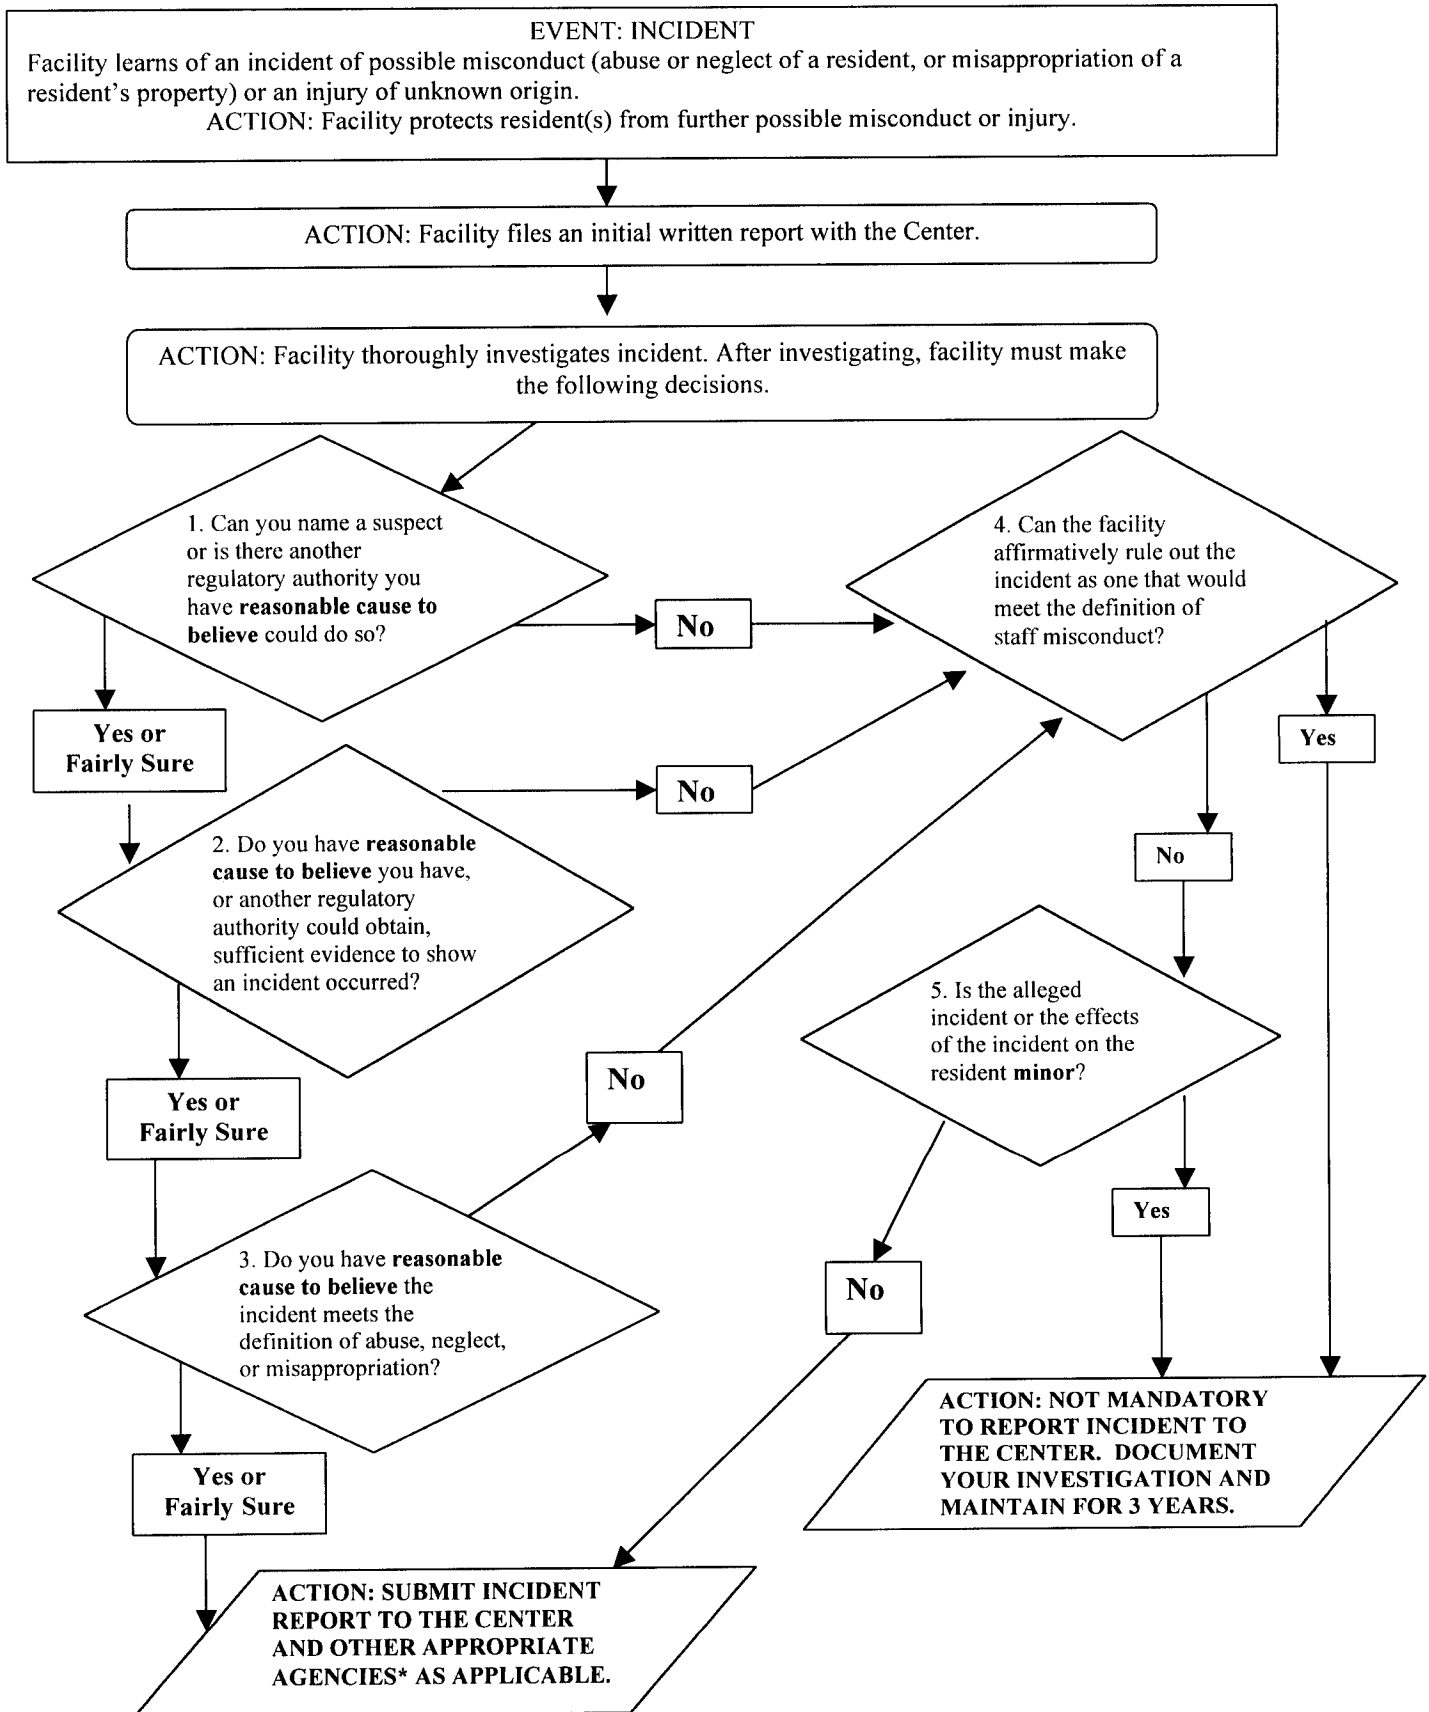 EVENT: INCIDENT
Facility learns of an incident of possible misconduct (abuse or neglect of a resident, or misappropriation of a
resident's property) or an injury of unknown origin.
ACTION: Facility protects resident(s) from further possible misconduct or injury.
ACTION: Facility files an initial written report with the Center.
ACTION: Facility thoroughly investigates incident. After investigating, facility must make
the following decisions.
1. Can you name a suspect
or is there another
regulatory authority you
have reasonable cause to
believe could do so?
No
4. Can the facility
affirmatively rule out the
incident as one that would
meet the definition of
staff misconduct?
Yes or
Fairly Sure
Yes
No
2. Do you have reasonable
cause to believe you have,
or another regulatory
authority could obtain,
sufficient evidence to show
an incident occurred?
No
5. Is the alleged
incident or the effects
of the incident on the
resident minor?
No
Yes or
Fairly Sure
Yes
3. Do you have reasonable
cause to believe the
incident meets the
definition of abuse, neglect,
or misappropriation?
No
Yes or
Fairly Sure
ACTION: NOT MANDATORY
TO REPORT INCIDENT TO
THE CENTER. DOCUMENT
YOUR INVESTIGATION AND
MAINTAIN FOR 3 YEARS.
ACTION: SUBMIT INCIDENT
REPORT TO THE CENTER
AND OTHER APPROPRIATE
AGENCIES* AS APPLICABLE.